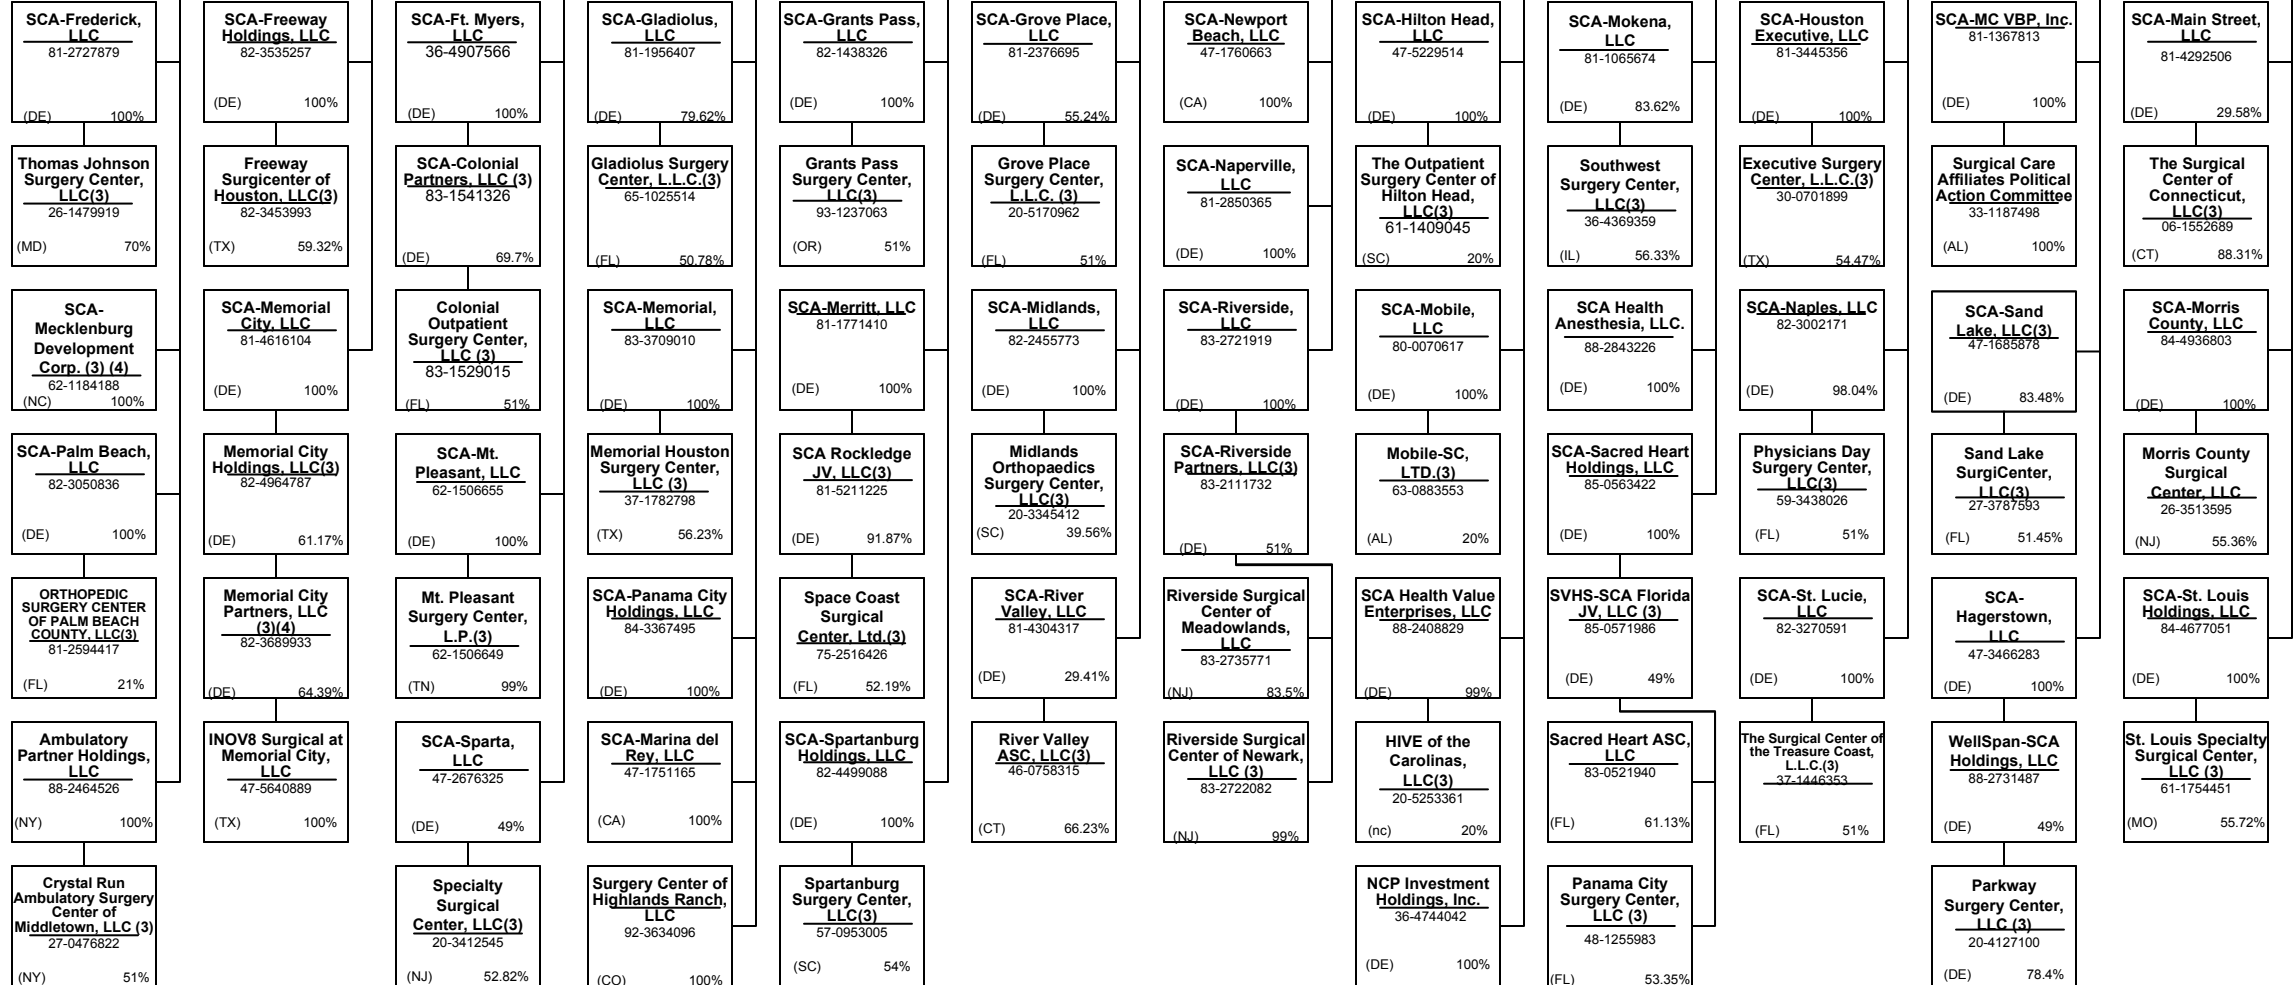 SCA-Frederick,
LLC
81-2727879
(DE) 100%
Thomas Johnson
Surgery Center,
LLC(3)
26-1479919
(MD) 70%
SCA-
Mecklenburg
Development
Corp. (3) (4)
62-1184188
(NC) 100%
SCA-Palm Beach,
LLC
82-3050836
(DE) 100%
ORTHOPEDIC
SURGERY CENTER
OF PALM BEACH
COUNTY, LLC(3)
81-2594417
(FL) 21%
Ambulatory
Partner Holdings,
LLC
88-2464526
(NY) 100%
Crystal Run
Ambulatory Surgery
Center of
Middletown, LLC (3)
27-0476822
(NY) 51%
SCA-Freeway
Holdings, LLC
82-3535257
(DE) 100%
Freeway
Surgicenter of
Houston, LLC(3)
82-3453993
(TX) 59.32%
SCA-Memorial
City, LLC
81-4616104
(DE) 100%
Memorial City
Holdings, LLC(3)
82-4964787
(DE) 61.17%
Memorial City
Partners, LLC
(3)(4)
82-3689933
(DE) 64.39%
INOV8 Surgical at
Memorial City,
LLC
47-5640889
(TX) 100%
SCA-Ft. Myers,
LLC
36-4907566
(DE) 100%
SCA-Colonial
Partners, LLC (3)
83-1541326
(DE) 69.7%
Colonial
Outpatient
Surgery Center,
LLC (3)
83-1529015
(FL) 51%
SCA-Mt.
Pleasant, LLC
62-1506655
(DE) 100%
Mt. Pleasant
Surgery Center,
L.P.(3)
62-1506649
(TN) 99%
SCA-Sparta,
LLC
47-2676325
(DE) 49%
Specialty
Surgical
Center, LLC(3)
20-3412545
(NJ) 52.82%
SCA-Gladiolus,
LLC
81-1956407
(DE) 79.62%
Gladiolus Surgery
Center, L.L.C.(3)
65-1025514
(FL) 50.78%
SCA-Memorial,
LLC
83-3709010
(DE) 100%
Memorial Houston
Surgery Center,
LLC (3)
37-1782798
(TX) 56.23%
SCA-Panama City
Holdings, LLC
84-3367495
(DE) 100%
SCA-Marina del
Rey, LLC
47-1751165
(CA) 100%
Surgery Center of
Highlands Ranch,
LLC
92-3634096
(CO) 100%
SCA-Grants Pass,
LLC
82-1438326
(DE) 100%
Grants Pass
Surgery Center,
LLC(3)
93-1237063
(OR) 51%
SCA-Merritt, LLC
81-1771410
(DE) 100%
SCA Rockledge
JV, LLC(3)
81-5211225
(DE) 91.87%
Space Coast
Surgical
Center, Ltd.(3)
75-2516426
(FL) 52.19%
SCA-Spartanburg
Holdings, LLC
82-4499088
(DE) 100%
Spartanburg
Surgery Center,
LLC(3)
57-0953005
(SC) 54%
SCA-Grove Place,
LLC
81-2376695
(DE) 55.24%
Grove Place
Surgery Center,
L.L.C. (3)
20-5170962
(FL) 51%
SCA-Midlands,
LLC
82-2455773
(DE) 100%
Midlands
Orthopaedics
Surgery Center,
LLC(3)
20-3345412
(SC) 39.56%
SCA-River
Valley, LLC
81-4304317
(DE) 29.41%
River Valley
ASC, LLC(3)
46-0758315
(CT) 66.23%
SCA-Newport
Beach, LLC
47-1760663
(CA) 100%
SCA-Naperville,
LLC
81-2850365
(DE) 100%
SCA-Riverside,
LLC
83-2721919
(DE) 100%
SCA-Riverside
Partners, LLC(3)
83-2111732
(DE) 51%
Riverside Surgical
Center of
Meadowlands,
LLC
83-2735771
(NJ) 83.5%
Riverside Surgical
Center of Newark,
LLC (3)
83-2722082
(NJ) 99%
SCA-Hilton Head,
LLC
47-5229514
(DE) 100%
The Outpatient
Surgery Center of
Hilton Head,
LLC(3)
61-1409045
(SC) 20%
SCA-Mobile,
LLC
80-0070617
(DE) 100%
Mobile-SC,
LTD.(3)
63-0883553
(AL) 20%
SCA Health Value
Enterprises, LLC
88-2408829
(DE) 99%
HIVE of the
Carolinas,
LLC(3)
20-5253361
(nc) 20%
NCP Investment
Holdings, Inc.
36-4744042
(DE) 100%
SCA-Mokena,
LLC
81-1065674
(DE) 83.62%
Southwest
Surgery Center,
LLC(3)
36-4369359
(IL) 56.33%
SCA Health
Anesthesia, LLC.
88-2843226
(DE) 100%
SCA-Sacred Heart
Holdings, LLC
85-0563422
(DE) 100%
SVHS-SCA Florida
JV, LLC (3)
85-0571986
(DE) 49%
Sacred Heart ASC,
LLC
83-0521940
(FL) 61.13%
Panama City
Surgery Center,
LLC (3)
48-1255983
(FL) 53.35%
SCA-Houston
Executive, LLC
81-3445356
(DE) 100%
Executive Surgery
Center, L.L.C.(3)
30-0701899
(TX) 54.47%
SCA-Naples, LLC
82-3002171
(DE) 98.04%
Physicians Day
Surgery Center,
LLC(3)
59-3438026
(FL) 51%
SCA-St. Lucie,
LLC
82-3270591
(DE) 100%
The Surgical Center of
the Treasure Coast,
L.L.C.(3)
37-1446353
(FL) 51%
SCA-MC VBP, Inc.
81-1367813
(DE) 100%
Surgical Care
Affiliates Political
Action Committee
33-1187498
(AL) 100%
SCA-Sand
Lake, LLC(3)
47-1685878
(DE) 83.48%
Sand Lake
SurgiCenter,
LLC(3)
27-3787593
(FL) 51.45%
SCA-
Hagerstown,
LLC
47-3466283
(DE) 100%
WellSpan-SCA
Holdings, LLC
88-2731487
(DE) 49%
Parkway
Surgery Center,
LLC (3)
20-4127100
(DE) 78.4%
SCA-Main Street,
LLC
81-4292506
(DE) 29.58%
The Surgical
Center of
Connecticut,
LLC(3)
06-1552689
(CT) 88.31%
SCA-Morris
County, LLC
84-4936803
(DE) 100%
Morris County
Surgical
Center, LLC
26-3513595
(NJ) 55.36%
SCA-St. Louis
Holdings, LLC
84-4677051
(DE) 100%
St. Louis Specialty
Surgical Center,
LLC (3)
61-1754451
(MO) 55.72%